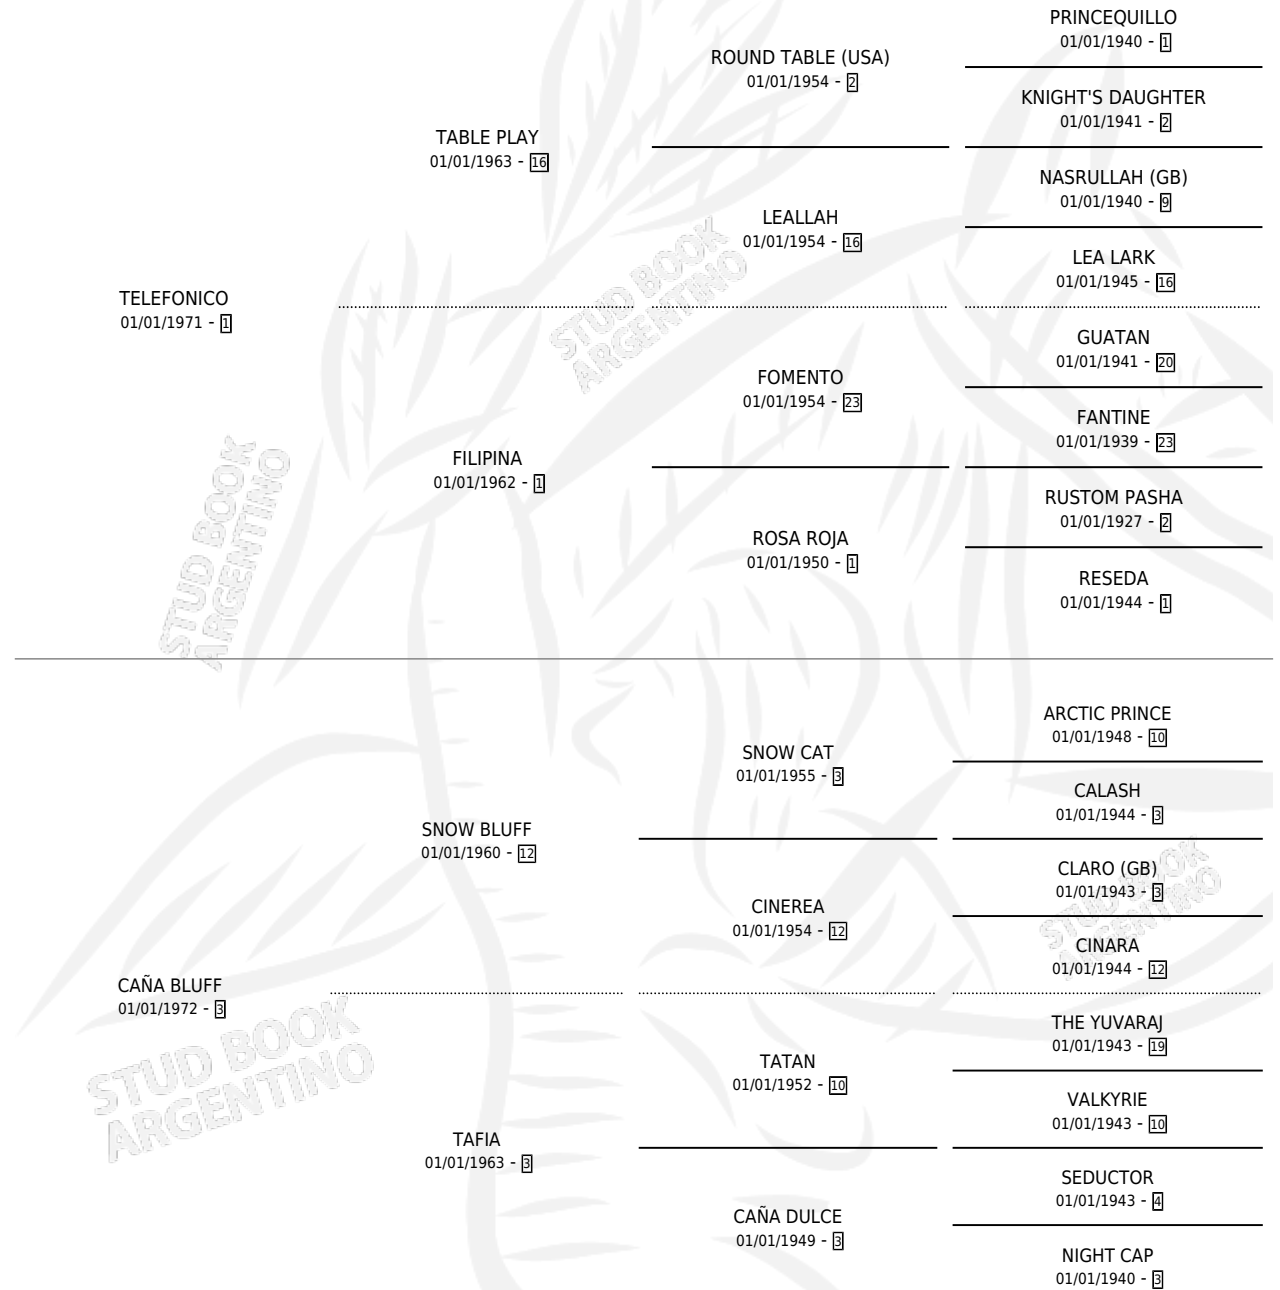 PRINCEQUILLO
01/01/1940 - 1
ROUND TABLE (USA)
01/01/1954 - 2
KNIGHT'S DAUGHTER
01/01/1941 - 2
TABLE PLAY
01/01/1963 - 16
NASRULLAH (GB)
01/01/1940 - 9
LEALLAH
01/01/1954 - 16
LEA LARK
01/01/1945 - 16
TELEFONICO
01/01/1971 - 1
GUATAN
01/01/1941 - 20
FOMENTO
01/01/1954 - 23
FANTINE
01/01/1939 - 23
FILIPINA
01/01/1962 - 1
RUSTOM PASHA
01/01/1927 - 2
ROSA ROJA
01/01/1950 - 1
RESEDA
01/01/1944 - 1
ARCTIC PRINCE
01/01/1948 - 10
SNOW CAT
01/01/1955 - 3
CALASH
01/01/1944 - 3
SNOW BLUFF
01/01/1960 - 12
CLARO (GB)
01/01/1943 - 3
CINEREA
01/01/1954 - 12
CINARA
01/01/1944 - 12
CAÑA BLUFF
01/01/1972 - 3
THE YUVARAJ
01/01/1943 - 19
TATAN
01/01/1952 - 10
VALKYRIE
01/01/1943 - 10
TAFIA
01/01/1963 - 3
SEDUCTOR
01/01/1943 - 4
CAÑA DULCE
01/01/1949 - 3
NIGHT CAP
01/01/1940 - 3
STUD BOOK
ARGENTINO
STUD BOOK
ARGENTINO
STUD BOOK
ARGENTINO
STUD BOOK
ARGENTINO